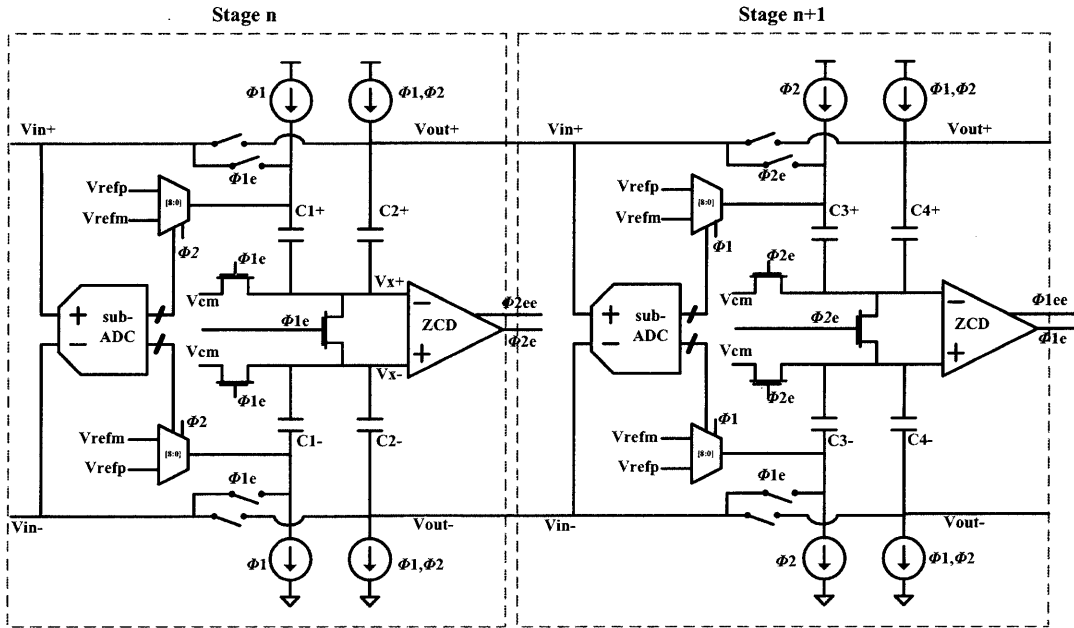 Stage n
Stage n+1
Φ1
Φ1,Φ2
Φ2
Φ1,Φ2
Vin+
Vout+
Vin+
Vout+
Φ1e
Φ2e
Vrefp
Vrefm
[8:0]
C1+
C2+
Vrefp
Vrefm
[8:0]
C3+
C4+
Φ2
Φ1
Φ1e
Φ2e
Vcm
Vx+
Vcm
sub-
ADC
Φ1e
ZCD
Φ2ee
Φ2e
sub-
ADC
Φ2e
ZCD
Φ1ee
Φ1e
Vcm
Vx-
Vcm
Φ1e
Φ2e
Φ2
Φ1
Vrefm
Vrefp
[8:0]
C1-
C2-
Vrefm
Vrefp
[8:0]
C3-
C4-
Φ1e
Φ1e
Vin-
Vout-
Vin-
Vout-
Φ1
Φ1,Φ2
Φ2
Φ1,Φ2